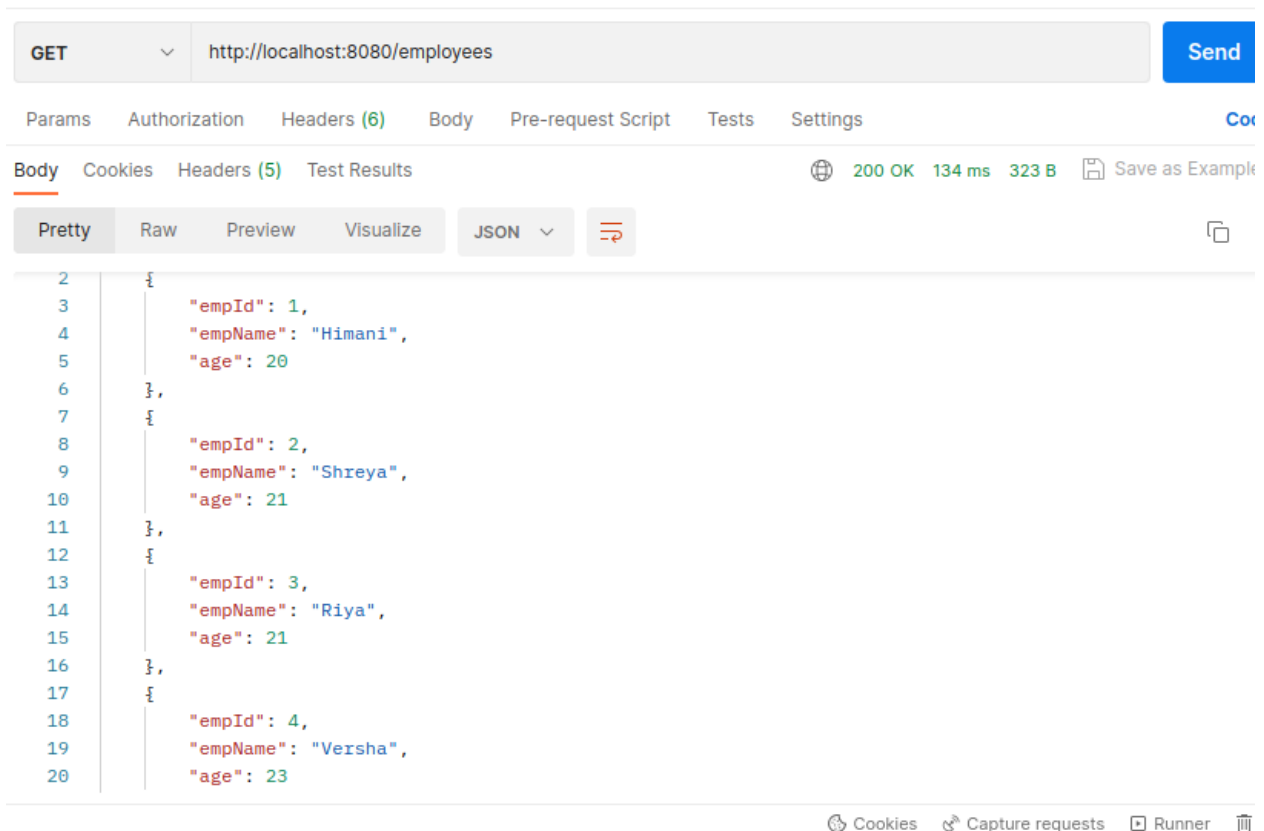 GET http://localhost:8080/employees Send
Params Authorization Headers (6) Body Pre-request Script Tests Settings Coo
Body Cookies Headers (5) Test Results 200 OK 134 ms 323 B Save as Example
Pretty Raw Preview Visualize JSON
2 {
3 "empId": 1,
4 "empName": "Himani",
5 "age": 20
6 },
7 {
8 "empId": 2,
9 "empName": "Shreya",
10 "age": 21
11 },
12 {
13 "empId": 3,
14 "empName": "Riya",
15 "age": 21
16 },
17 {
18 "empId": 4,
19 "empName": "Versha",
20 "age": 23
Cookies Capture requests Runner